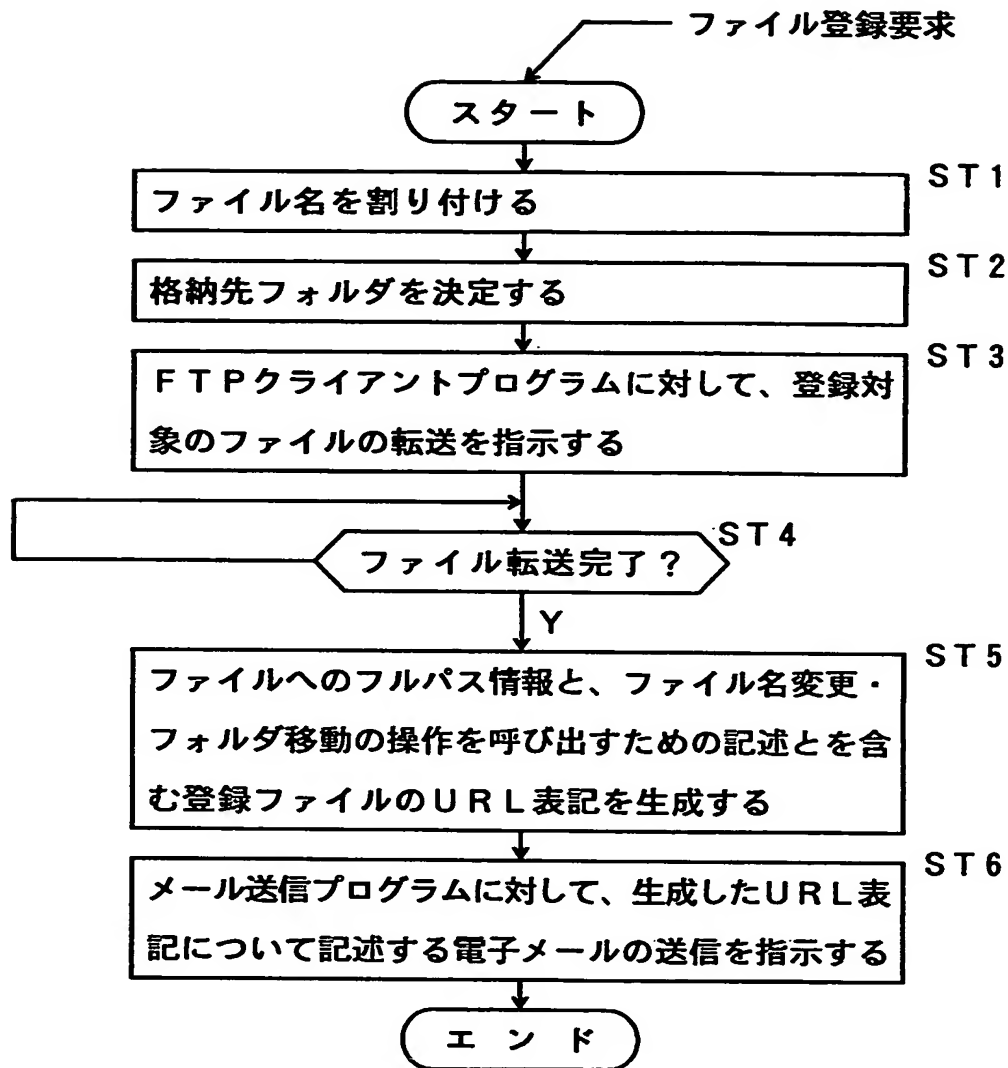 ファイル登録要求
スタート
ST1
ファイル名を割り付ける
ST2
格納先フォルダを決定する
ST3
FTPクライアントプログラムに対して、登録対
象のファイルの転送を指示する
ST4
ファイル転送完了?
Y
ST5
ファイルへのフルパス情報と、ファイル名変更・
フォルダ移動の操作を呼び出すための記述とを含
む登録ファイルのURL表記を生成する
ST6
メール送信プログラムに対して、生成したURL表
記について記述する電子メールの送信を指示する
エンド